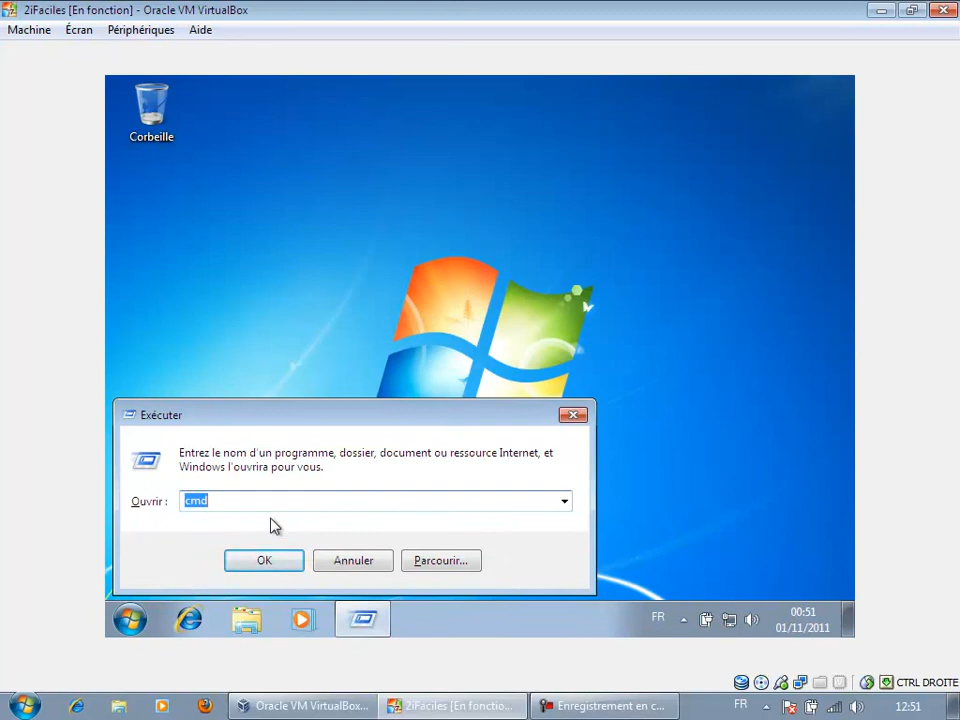 2iFaciles [En fonction] - Oracle VM VirtualBox
Machine Écran Périphériques Aide
Corbeille
Exécuter
Entrez le nom d'un programme, dossier, document ou ressource Internet, et
Windows l'ouvrira pour vous.
Ouvrir : cmd
OK Annuler Parcourir...
FR 00:51
01/11/2011
CTRL DROITE
Oracle VM VirtualBox... 2iFaciles [En fonctio... Enregistrement en c... FR 12:51